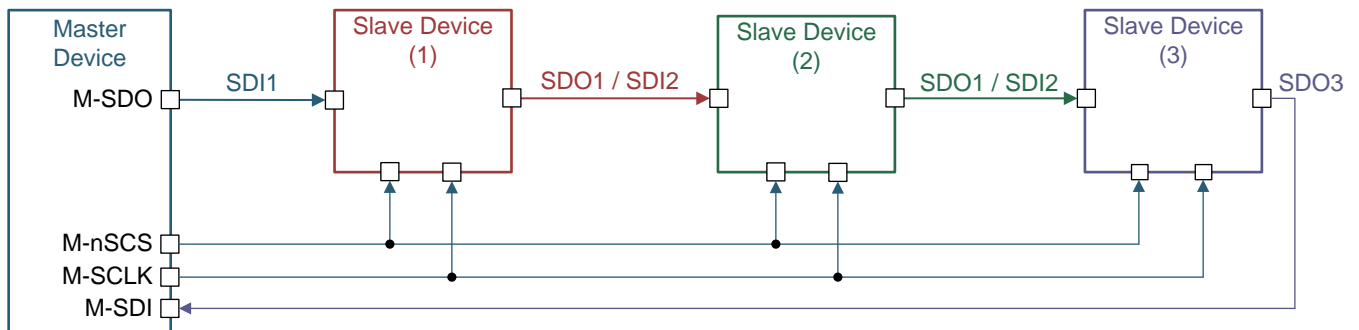 Master
Device
M-SDO
SDI1
Slave Device
(1)
SDO1 / SDI2
Slave Device
(2)
SDO1 / SDI2
Slave Device
(3)
SDO3
M-nSCS
M-SCLK
M-SDI